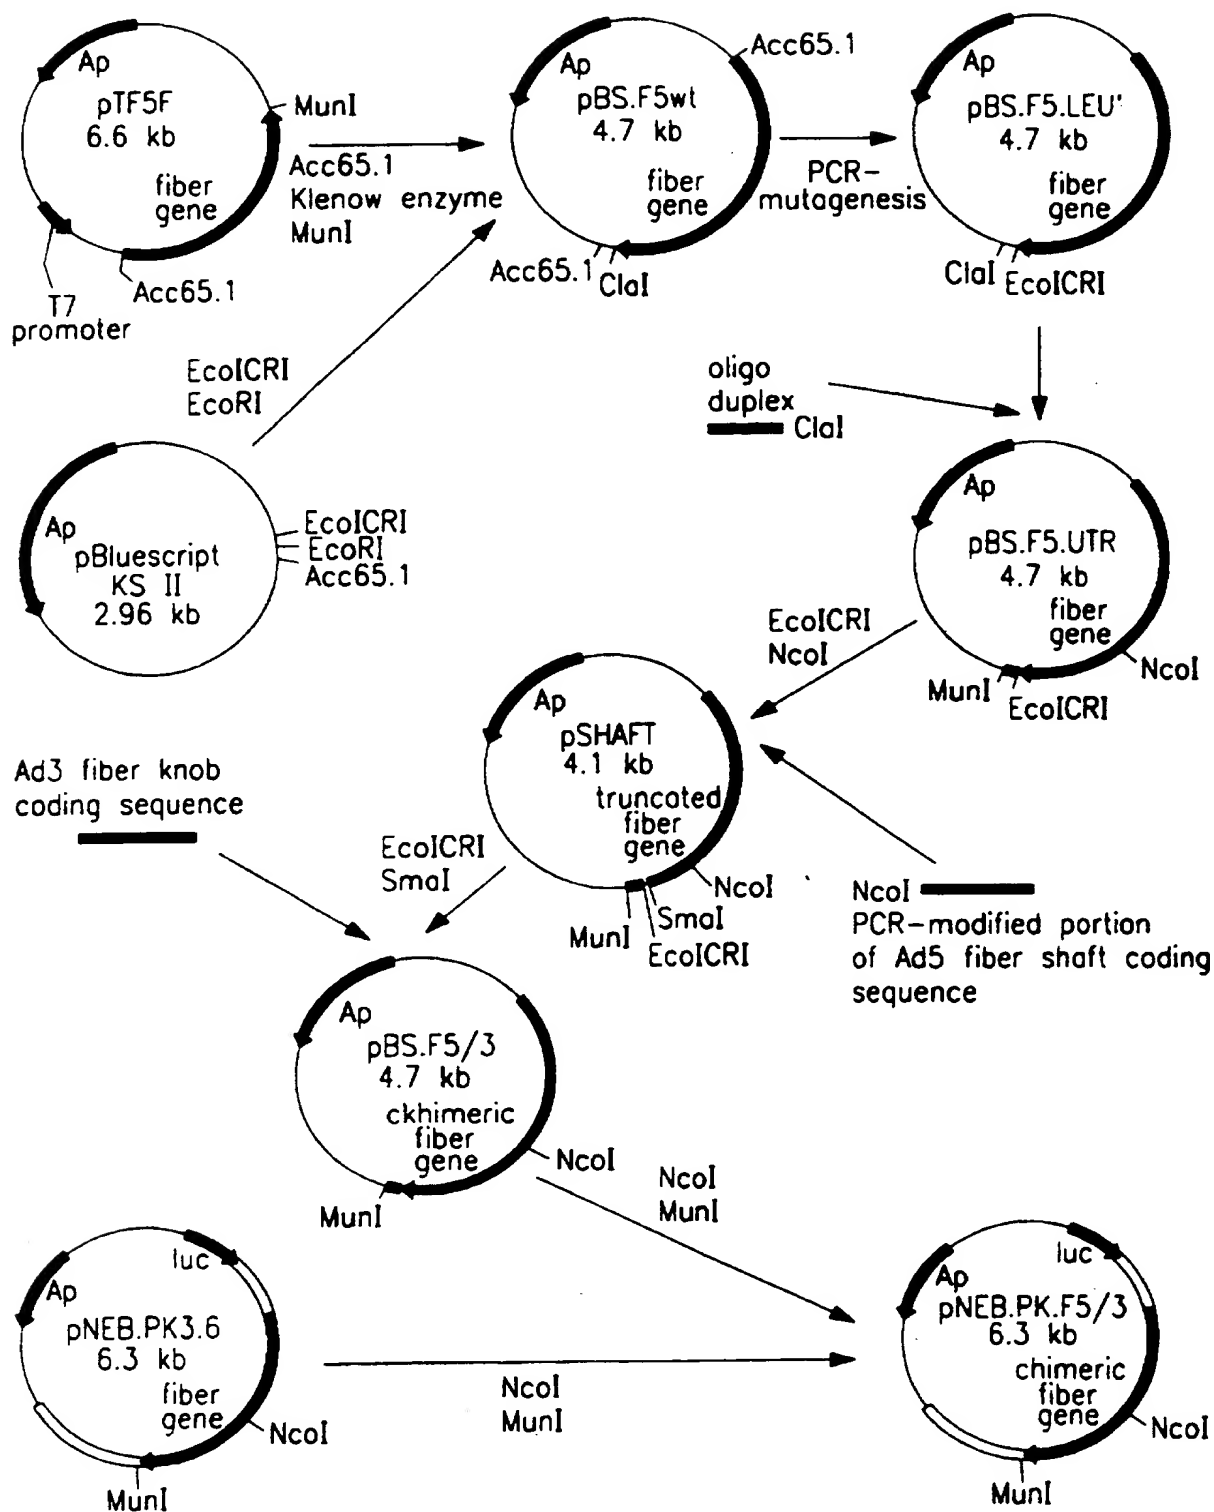 Ap
pTF5F
6.6 kb
fiber
gene
MunI
Acc65.1
T7
promoter
Acc65.1
Klenow enzyme
MunI
Acc65.1
Ap
pBS.F5wt
4.7 kb
fiber
gene
Acc65.1
ClaI
PCR-
mutagenesis
Ap
pBS.F5.LEU'
4.7 kb
fiber
gene
ClaI
EcoICRI
EcoICRI
EcoRI
Ap
pBluescript
KS II
2.96 kb
EcoICRI
EcoRI
Acc65.1
oligo
duplex
ClaI
Ap
pBS.F5.UTR
4.7 kb
fiber
gene
NcoI
MunI
EcoICRI
EcoICRI
NcoI
Ap
pSHAFT
4.1 kb
truncated
fiber
gene
NcoI
SmaI
MunI
EcoICRI
Ad3 fiber knob
coding sequence
EcoICRI
SmaI
NcoI
PCR-modified portion
of Ad5 fiber shaft coding
sequence
Ap
pBS.F5/3
4.7 kb
ckhimeric
fiber
gene
NcoI
MunI
NcoI
MunI
luc
Ap
pNEB.PK3.6
6.3 kb
fiber
gene
NcoI
MunI
NcoI
MunI
luc
Ap
pNEB.PK.F5/3
6.3 kb
chimeric
fiber
gene
NcoI
MunI